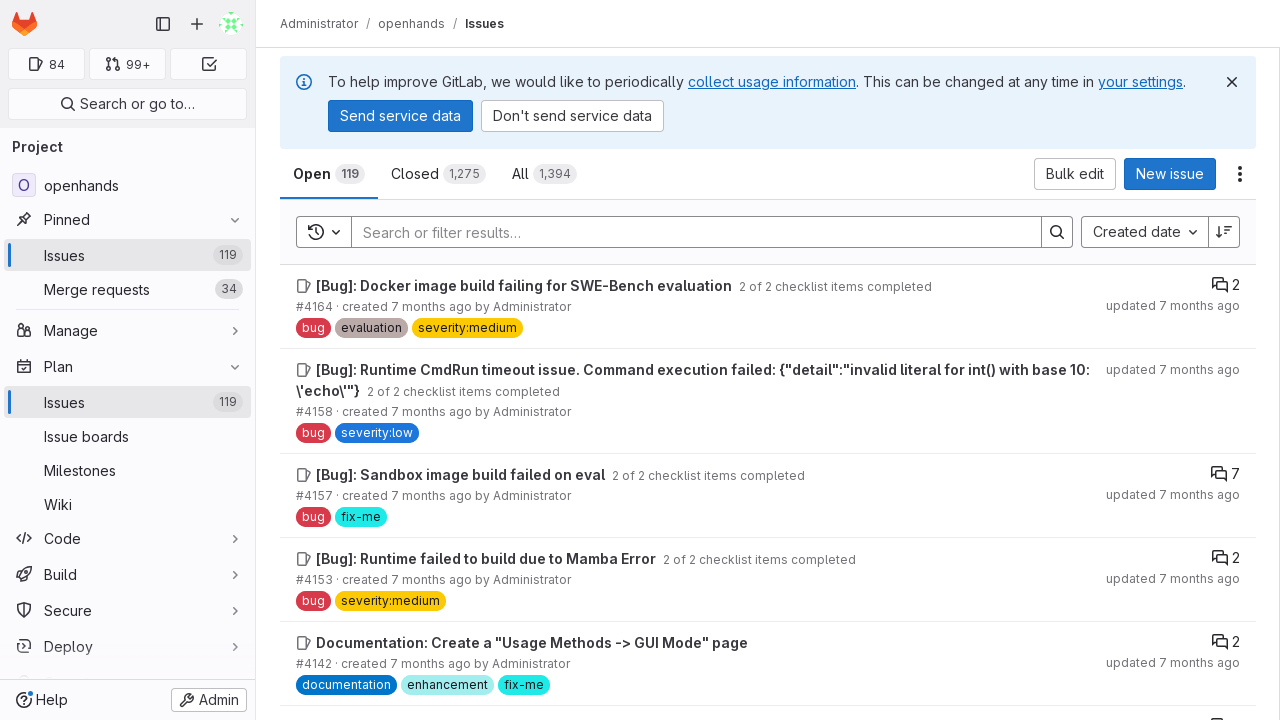 Administrator / openhands / Issues
84
99+
Search or go to…
Project
O openhands
Pinned
Issues 119
Merge requests 34
Manage
Plan
Issues 119
Issue boards
Milestones
Wiki
Code
Build
Secure
Deploy
Help
Admin
To help improve GitLab, we would like to periodically collect usage information. This can be changed at any time in your settings.
Send service data
Don't send service data
Open 119
Closed 1,275
All 1,394
Bulk edit
New issue
Search or filter results…
Created date
[Bug]: Docker image build failing for SWE-Bench evaluation 2 of 2 checklist items completed
2
#4164 · created 7 months ago by Administrator
updated 7 months ago
bug evaluation severity:medium
[Bug]: Runtime CmdRun timeout issue. Command execution failed: {"detail":"invalid literal for int() with base 10:
updated 7 months ago
\'echo\'"} 2 of 2 checklist items completed
#4158 · created 7 months ago by Administrator
bug severity:low
[Bug]: Sandbox image build failed on eval 2 of 2 checklist items completed
7
#4157 · created 7 months ago by Administrator
updated 7 months ago
bug fix-me
[Bug]: Runtime failed to build due to Mamba Error 2 of 2 checklist items completed
2
#4153 · created 7 months ago by Administrator
updated 7 months ago
bug severity:medium
Documentation: Create a "Usage Methods -> GUI Mode" page
2
#4142 · created 7 months ago by Administrator
updated 7 months ago
documentation enhancement fix-me